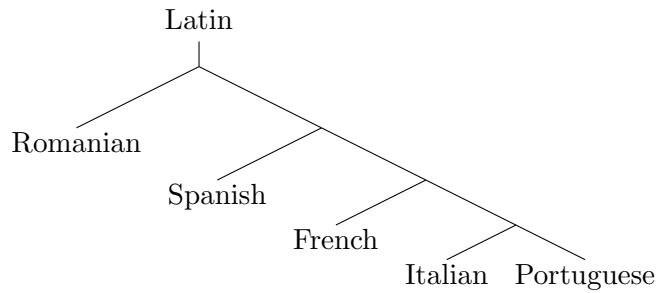 Latin
Romanian
Spanish
French
Italian Portuguese